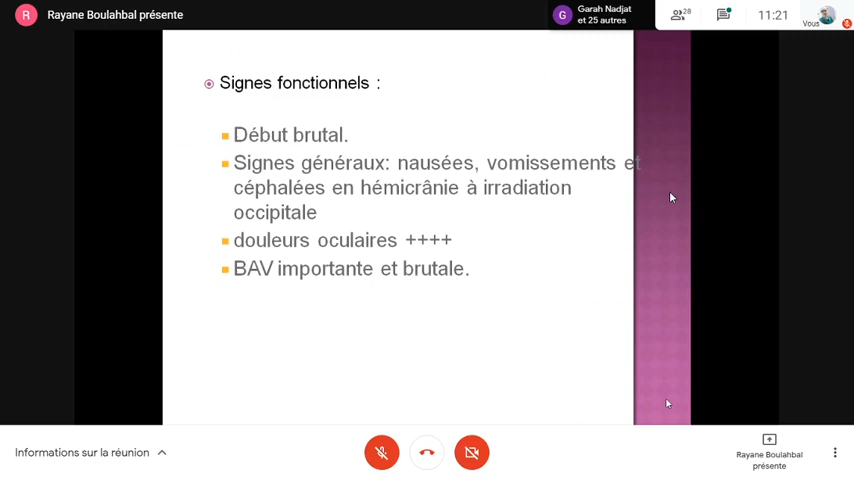 R
Rayane Boulahbal présente
G
Garah Nadjat
et 25 autres
28
11:21
Vous
Signes fonctionnels :
Début brutal.
Signes généraux: nausées, vomissements et
céphalées en hémicrânie à irradiation
occipitale
douleurs oculaires ++++
BAV importante et brutale.
Informations sur la réunion
Rayane Boulahbal
présente